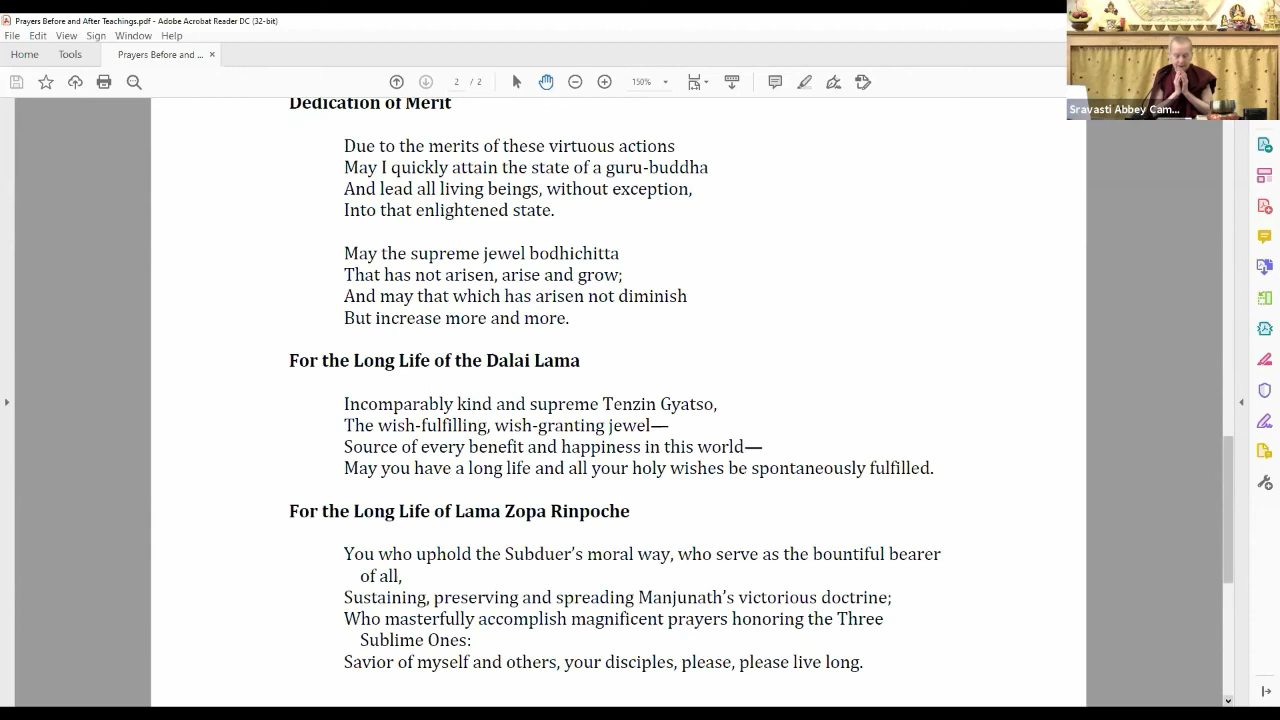 Prayers Before and After Teachings.pdf - Adobe Acrobat Reader DC (32-bit)
File Edit View Sign Window Help
Home Tools Prayers Before and ... ×
2 / 2 150%
Sravasti Abbey Cam...
Dedication of Merit
Due to the merits of these virtuous actions
May I quickly attain the state of a guru-buddha
And lead all living beings, without exception,
Into that enlightened state.
May the supreme jewel bodhichitta
That has not arisen, arise and grow;
And may that which has arisen not diminish
But increase more and more.
For the Long Life of the Dalai Lama
Incomparably kind and supreme Tenzin Gyatso,
The wish-fulfilling, wish-granting jewel—
Source of every benefit and happiness in this world—
May you have a long life and all your holy wishes be spontaneously fulfilled.
For the Long Life of Lama Zopa Rinpoche
You who uphold the Subduer’s moral way, who serve as the bountiful bearer
of all,
Sustaining, preserving and spreading Manjunath’s victorious doctrine;
Who masterfully accomplish magnificent prayers honoring the Three
Sublime Ones:
Savior of myself and others, your disciples, please, please live long.